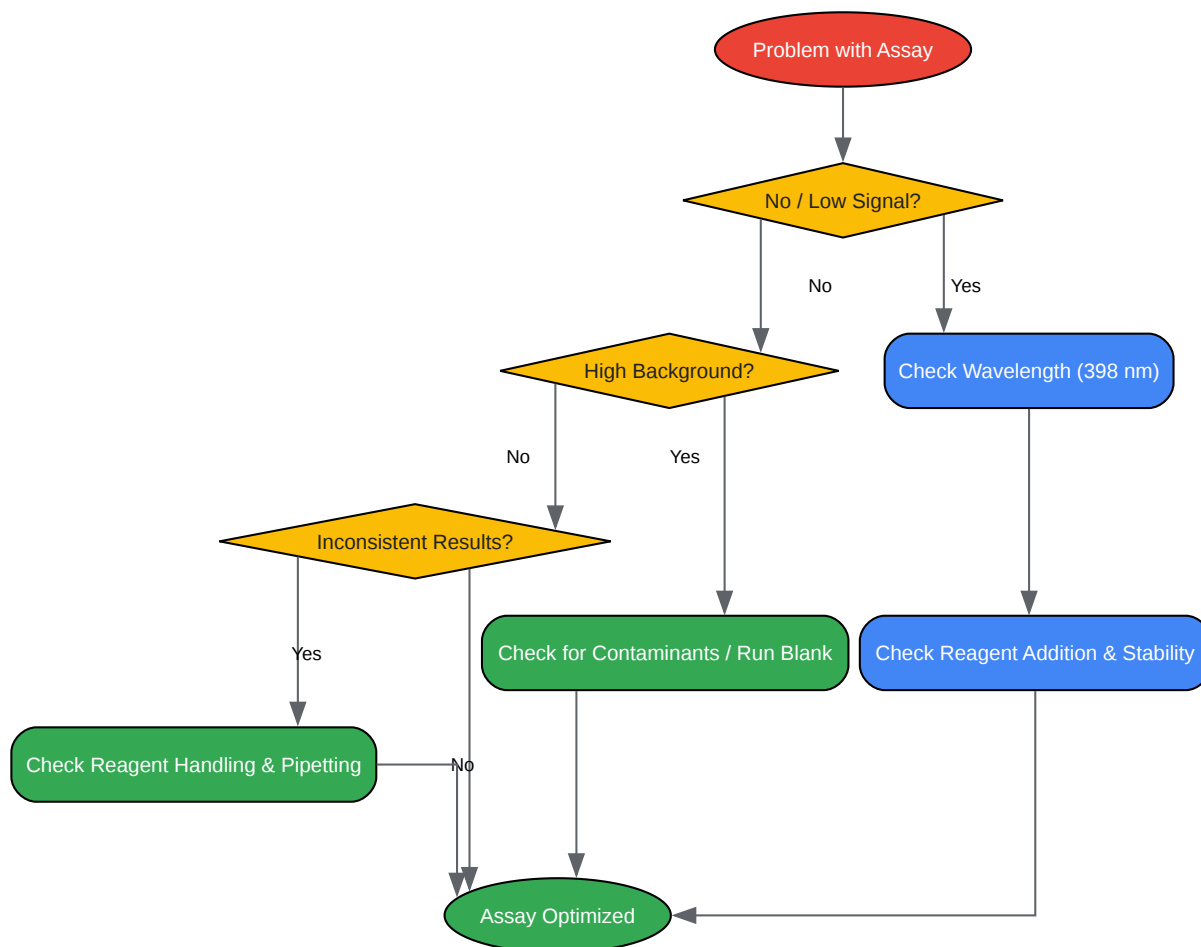 Problem with Assay
No / Low Signal?
No
Yes
High Background?
Check Wavelength (398 nm)
No
Yes
Inconsistent Results?
Yes
Check for Contaminants / Run Blank
Check Reagent Addition & Stability
Check Reagent Handling & Pipetting
No
Assay Optimized